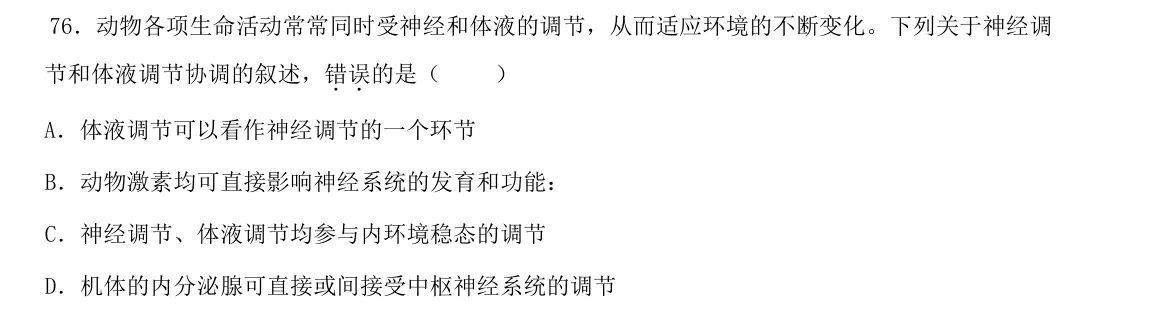 76. 动物各项生命活动常常同时受神经和体液的调节，从而适应环境的不断变化。下列关于神经调
节和体液调节协调的叙述，错误的是（　　）
A. 体液调节可以看作神经调节的一个环节
B. 动物激素均可直接影响神经系统的发育和功能:
C. 神经调节、体液调节均参与内环境稳态的调节
D. 机体的内分泌腺可直接或间接受中枢神经系统的调节